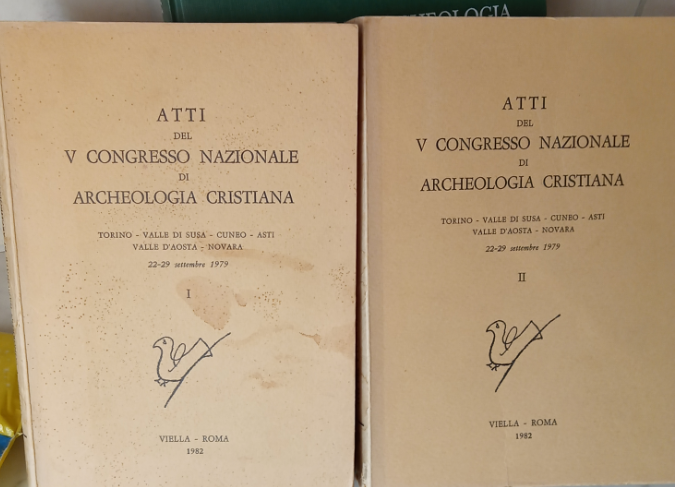 ARCHEOLOGIA
ATTI
DEL
V CONGRESSO NAZIONALE
DI
ARCHEOLOGIA CRISTIANA
TORINO - VALLE DI SUSA - CUNEO - ASTI
VALLE D'AOSTA - NOVARA
22-29 settembre 1979
I
VIELLA - ROMA
1982
ATTI
DEL
V CONGRESSO NAZIONALE
DI
ARCHEOLOGIA CRISTIANA
TORINO - VALLE DI SUSA - CUNEO - ASTI
VALLE D'AOSTA - NOVARA
22-29 settembre 1979
II
VIELLA - ROMA
1982